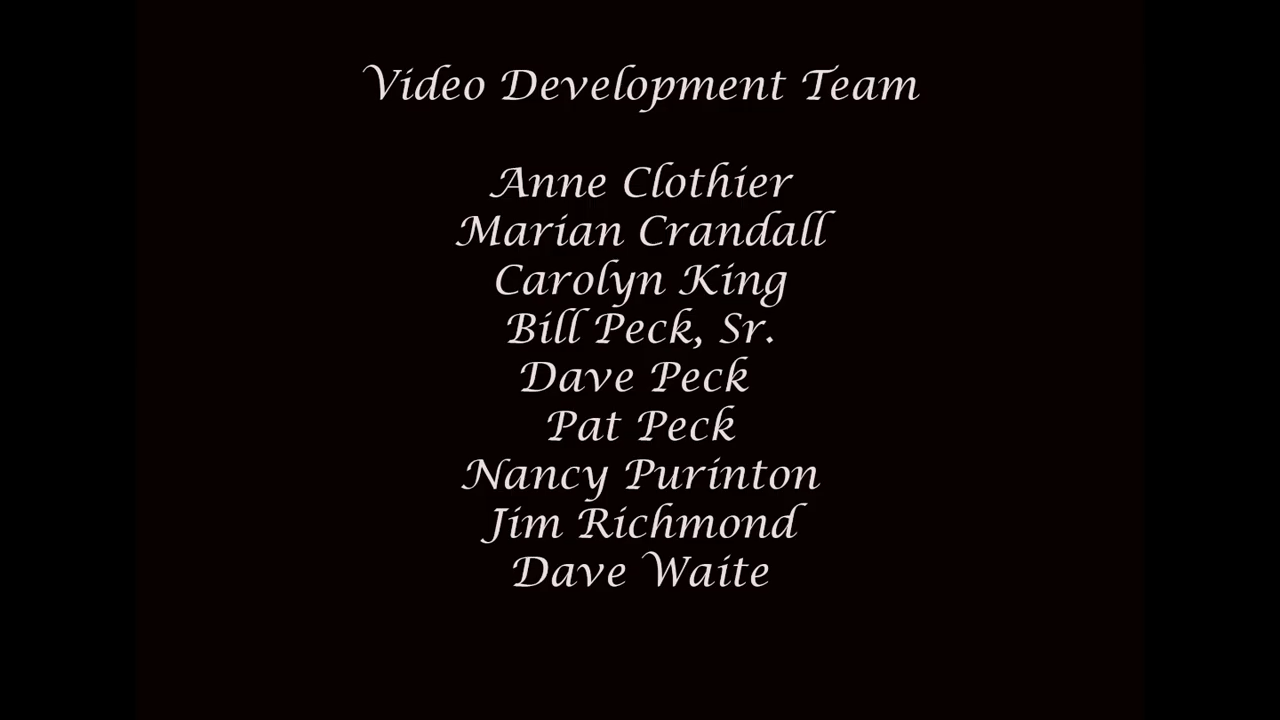 Video Development Team
Anne Clothier
Marian Crandall
Carolyn King
Bill Peck, Sr.
Dave Peck
Pat Peck
Nancy Purinton
Jim Richmond
Dave Waite